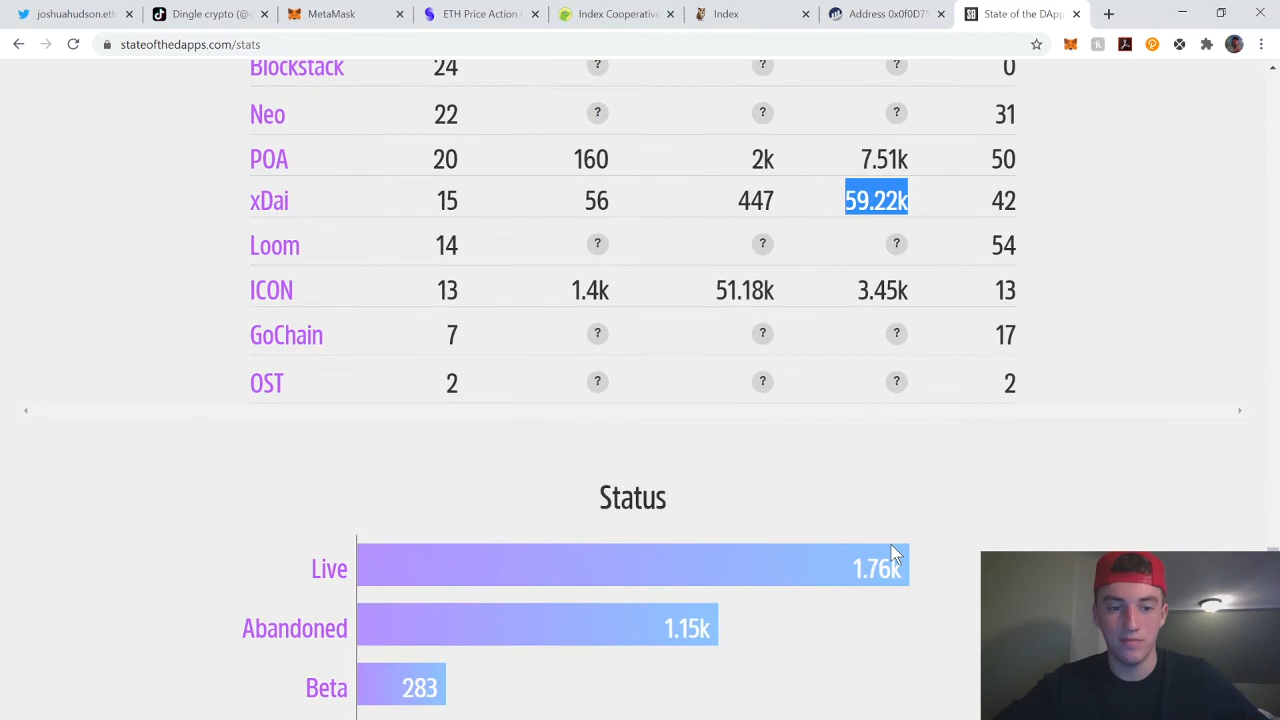 joshuahudson.eth
Dingle crypto (@
MetaMask
ETH Price Action
Index Cooperative
Index
Address 0x0f0D75
State of the DApp
stateofthedapps.com/stats
Blockstack 24 ? ? ? 0
Neo 22 ? ? ? 31
POA 20 160 2k 7.51k 50
xDai 15 56 447 59.22k 42
Loom 14 ? ? ? 54
ICON 13 1.4k 51.18k 3.45k 13
GoChain 7 ? ? ? 17
OST 2 ? ? ? 2
Status
Live 1.76k
Abandoned 1.15k
Beta 283